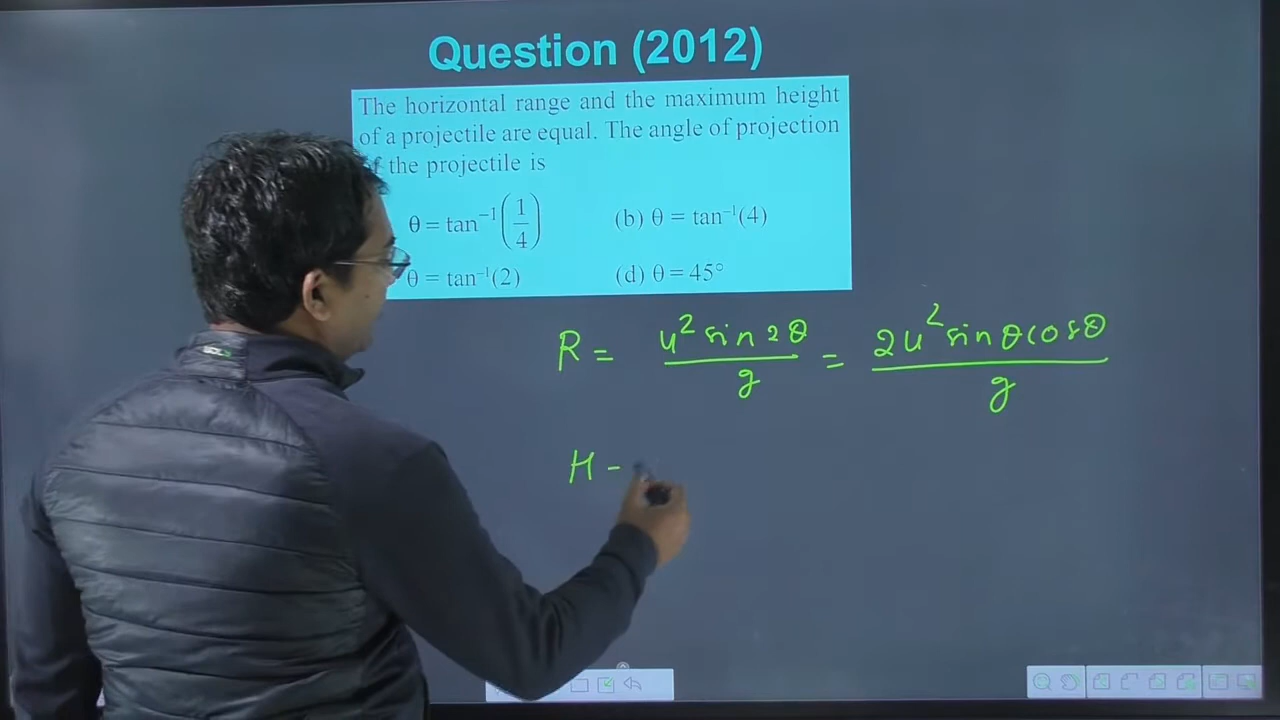 Question (2012)
The horizontal range and the maximum height
of a projectile are equal. The angle of projection
of the projectile is
θ = tan⁻¹(1/4) (b) θ = tan⁻¹(4)
θ = tan⁻¹(2) (d) θ = 45°
R = u² sin 2θ / g = 2u² sinθ cosθ / g
H -